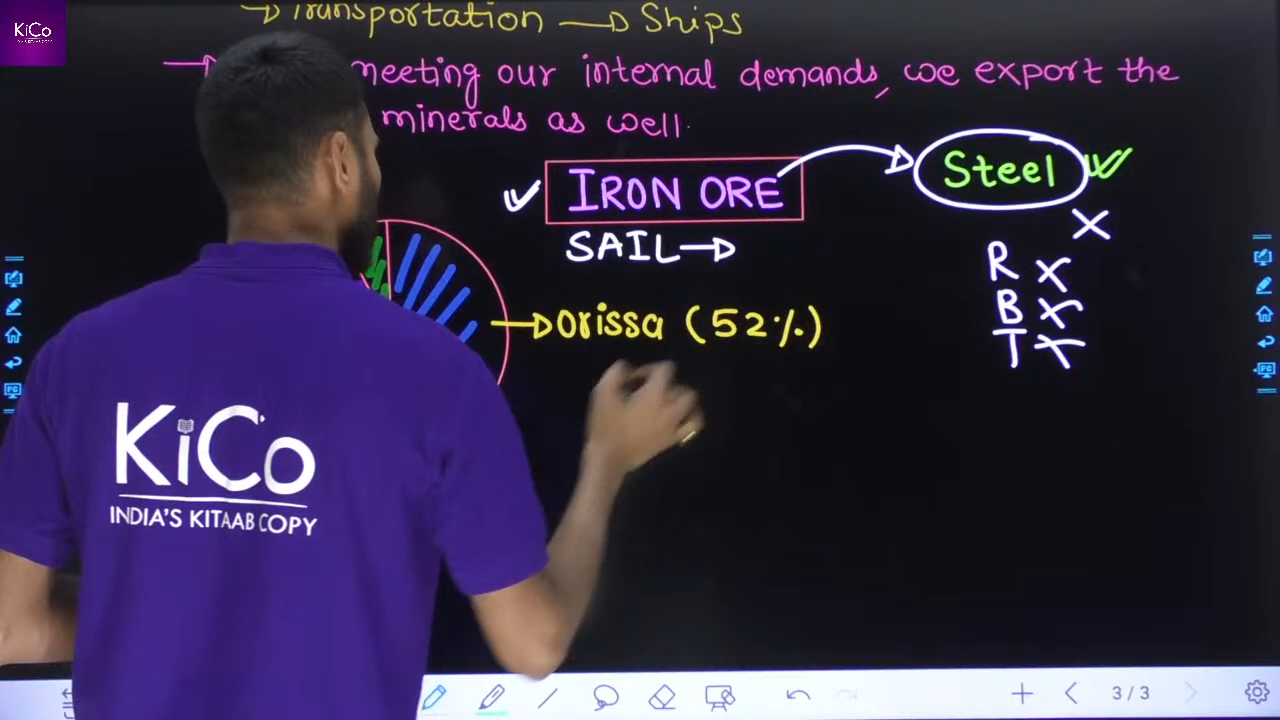 KiCo
Transportation → Ships
meeting our internal demands, we export the
minerals as well.
IRON ORE
Steel
SAIL →
R X
B X
T X
→ Orissa (52%)
KiCo
INDIA'S KITAAB COPY
3/3